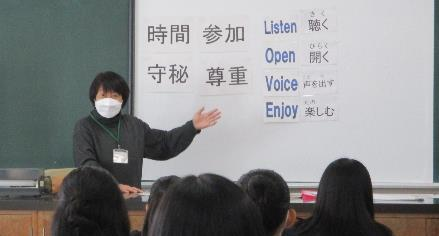 時間 参加
守秘 尊重
Listen 聴く
Open 開く
Voice 声を出す
Enjoy 楽しむ